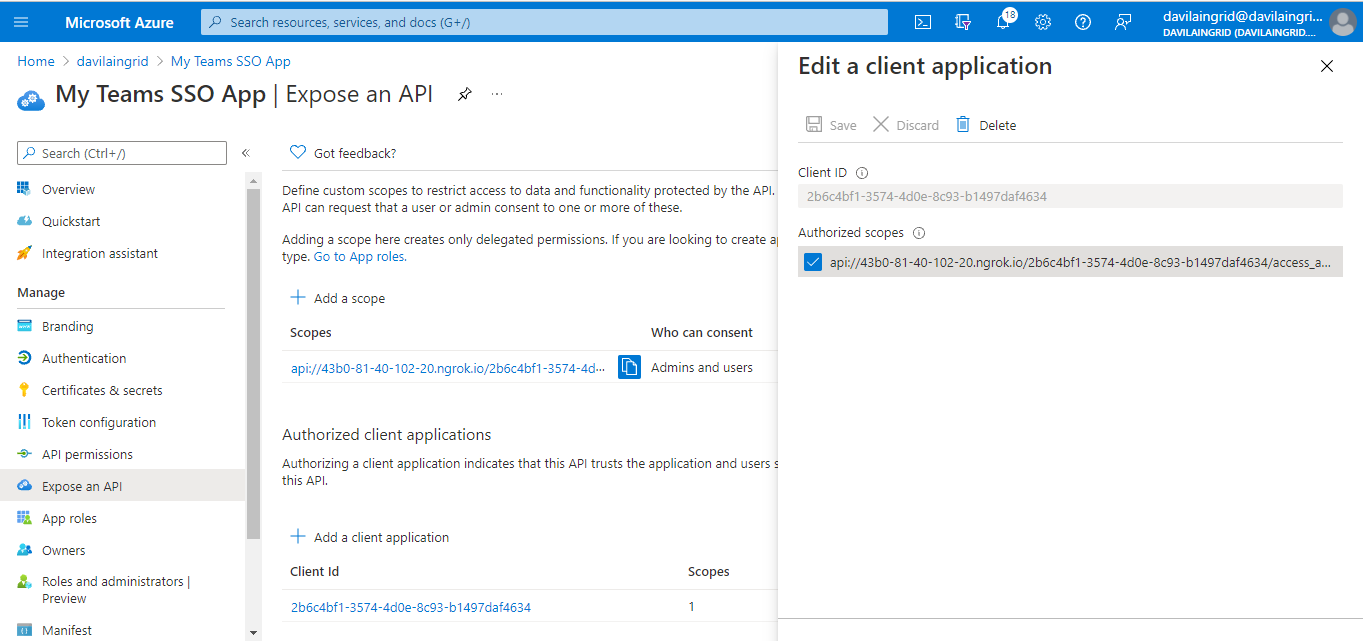 Microsoft Azure
Search resources, services, and docs (G+/)
18
davilaingrid@davilaingri...
DAVILAINGRID (DAVILAINGRID....
Home > davilaingrid > My Teams SSO App
My Teams SSO App | Expose an API
...
Search (Ctrl+/)
«
Overview
Quickstart
Integration assistant
Manage
Branding
Authentication
Certificates & secrets
Token configuration
API permissions
Expose an API
App roles
Owners
Roles and administrators |
Preview
Manifest
Got feedback?
Define custom scopes to restrict access to data and functionality protected by the API.
API can request that a user or admin consent to one or more of these.
Adding a scope here creates only delegated permissions. If you are looking to create a
type. Go to App roles.
Add a scope
Scopes Who can consent
api://43b0-81-40-102-20.ngrok.io/2b6c4bf1-3574-4d0... Admins and users
Authorized client applications
Authorizing a client application indicates that this API trusts the application and users s
this API.
Add a client application
Client Id Scopes
2b6c4bf1-3574-4d0e-8c93-b1497daf4634 1
Edit a client application
Save Discard Delete
Client ID
2b6c4bf1-3574-4d0e-8c93-b1497daf4634
Authorized scopes
api://43b0-81-40-102-20.ngrok.io/2b6c4bf1-3574-4d0e-8c93-b1497daf4634/access_a...